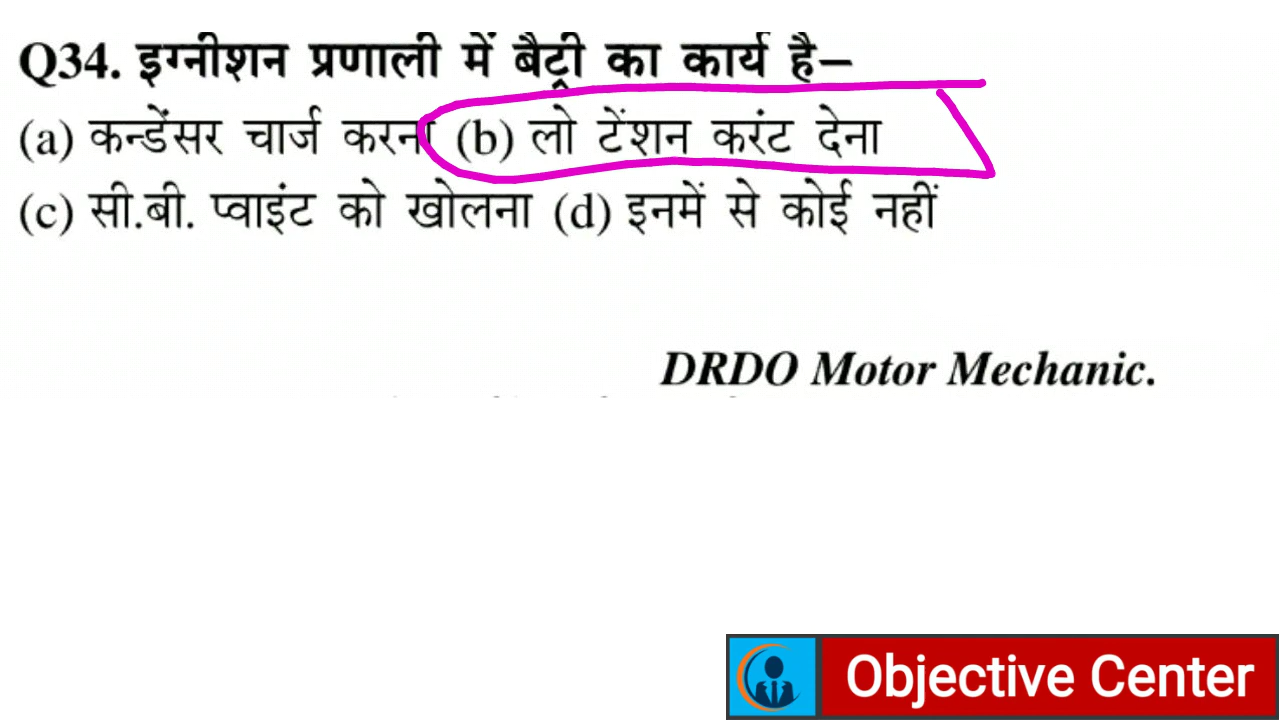 Q34. इग्नीशन प्रणाली में बैट्री का कार्य है–
(a) कन्डेंसर चार्ज करना (b) लो टेंशन करंट देना
(c) सी.बी. प्वाइंट को खोलना (d) इनमें से कोई नहीं
DRDO Motor Mechanic.
Objective Center